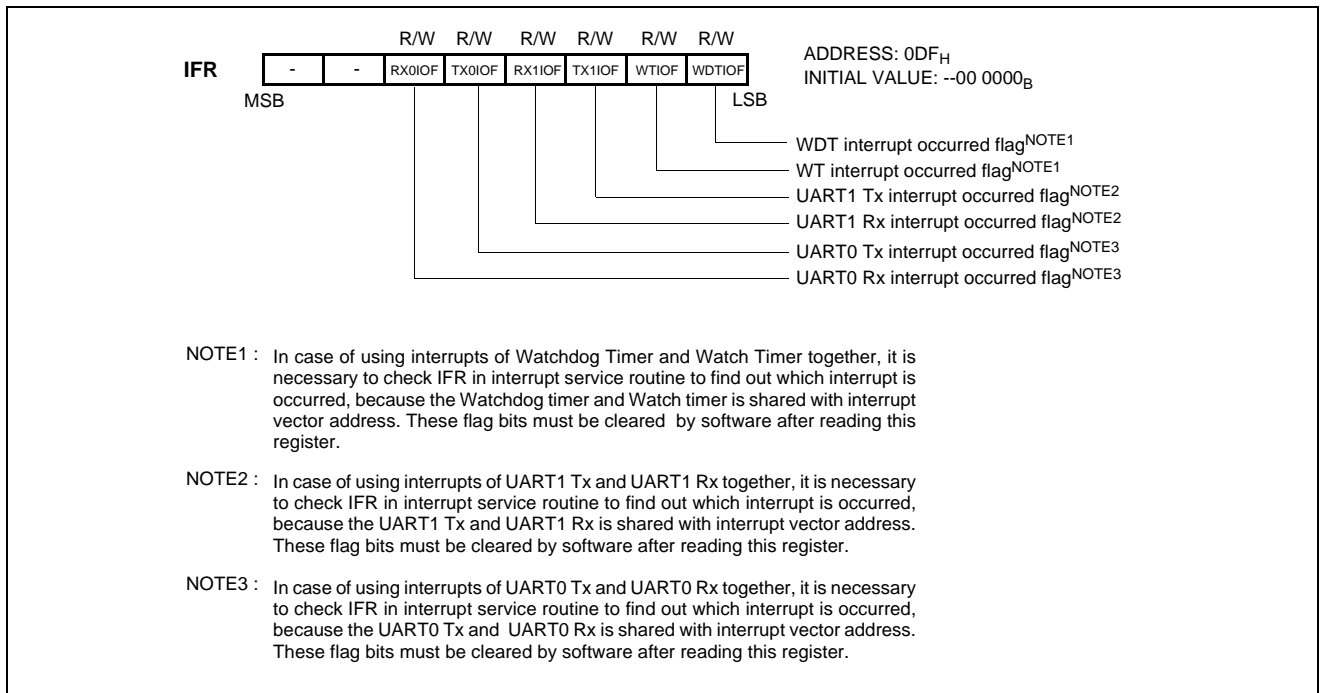 R/W R/W R/W R/W R/W R/W
IFR - - RX0IOF TX0IOF RX1IOF TX1IOF WTIOF WDTIOF
MSB LSB
ADDRESS: 0DFH
INITIAL VALUE: --00 0000B
WDT interrupt occurred flagNOTE1
WT interrupt occurred flagNOTE1
UART1 Tx interrupt occurred flagNOTE2
UART1 Rx interrupt occurred flagNOTE2
UART0 Tx interrupt occurred flagNOTE3
UART0 Rx interrupt occurred flagNOTE3
NOTE1 : In case of using interrupts of Watchdog Timer and Watch Timer together, it is
necessary to check IFR in interrupt service routine to find out which interrupt is
occurred, because the Watchdog timer and Watch timer is shared with interrupt
vector address. These flag bits must be cleared by software after reading this
register.
NOTE2 : In case of using interrupts of UART1 Tx and UART1 Rx together, it is necessary
to check IFR in interrupt service routine to find out which interrupt is occurred,
because the UART1 Tx and UART1 Rx is shared with interrupt vector address.
These flag bits must be cleared by software after reading this register.
NOTE3 : In case of using interrupts of UART0 Tx and UART0 Rx together, it is necessary
to check IFR in interrupt service routine to find out which interrupt is occurred,
because the UART0 Tx and UART0 Rx is shared with interrupt vector address.
These flag bits must be cleared by software after reading this register.